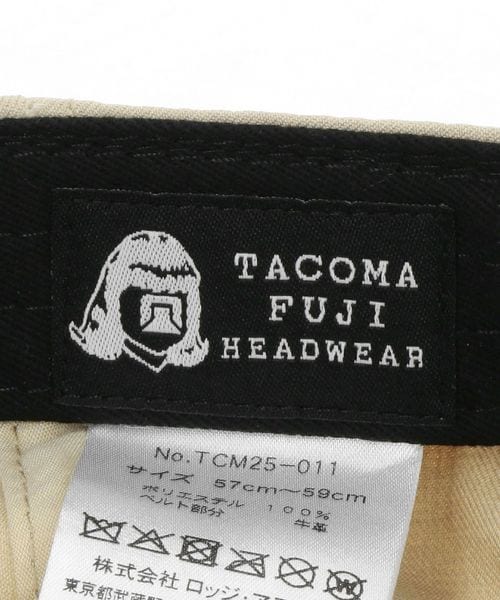 TACOMA
FUJI
HEADWEAR
No.TCM25-011
サイズ 57cm〜59cm
ポリエステル 100%
ベルト部分 牛革
株式会社 ロッジ・ア
東京都武蔵野